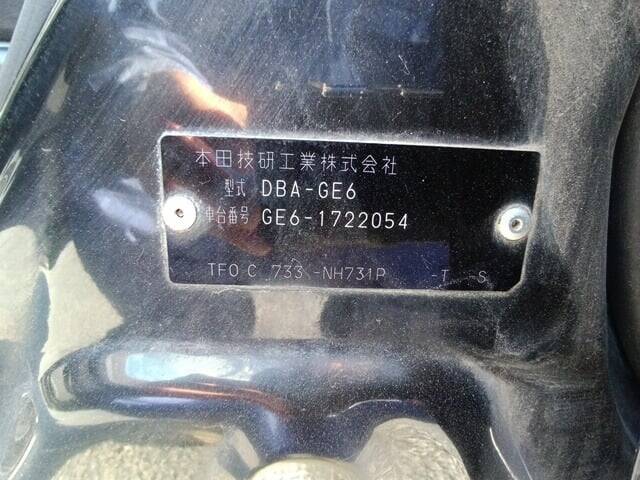 本田技研工業株式会社
型式 DBA-GE6
車台番号 GE6-1722054
TF0 C 733 -NH731P -T -S